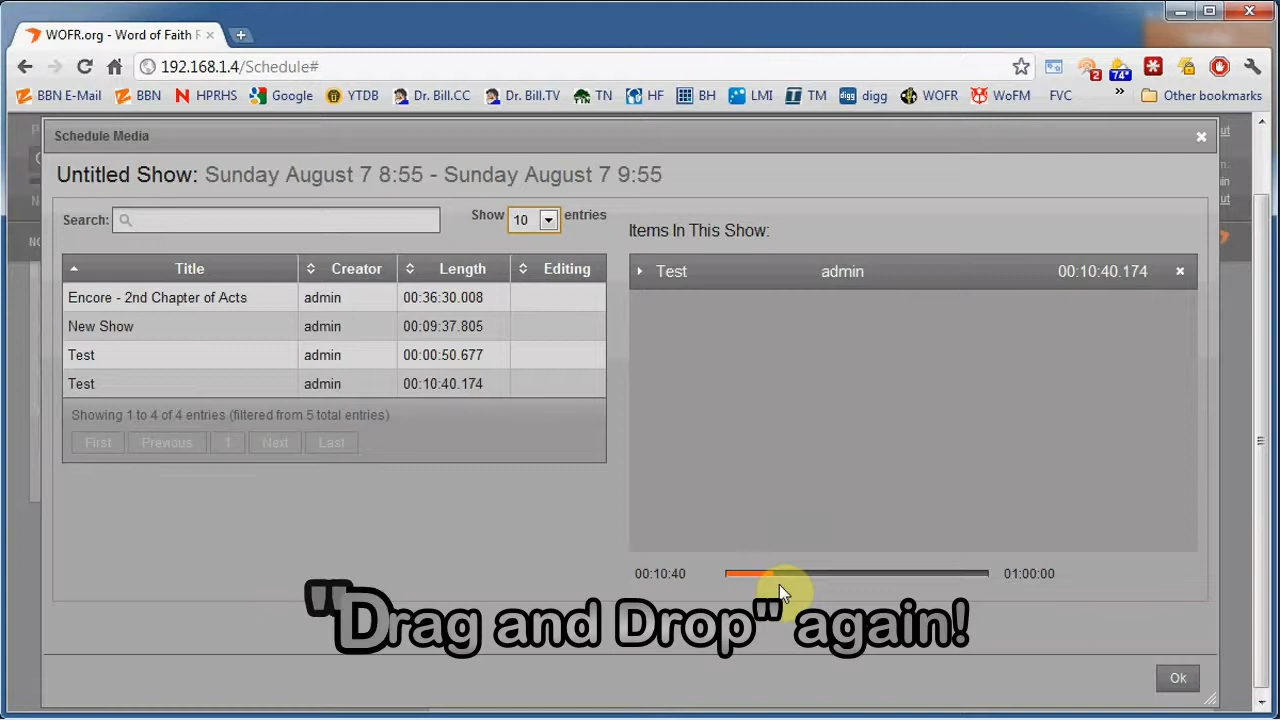 WOFR.org - Word of Faith F
192.168.1.4/Schedule#
2
74°
BBN E-Mail BBN HPRHS Google YTDB Dr. Bill.CC Dr. Bill.TV TN HF BH LMI TM digg WOFR WoFM FVC » Other bookmarks
Schedule Media
Untitled Show: Sunday August 7 8:55 - Sunday August 7 9:55
Search:
Show 10 entries
Title Creator Length Editing
Encore - 2nd Chapter of Acts admin 00:36:30.008
New Show admin 00:09:37.805
Test admin 00:00:50.677
Test admin 00:10:40.174
Showing 1 to 4 of 4 entries (filtered from 5 total entries)
First Previous 1 Next Last
Items In This Show:
Test admin 00:10:40.174
00:10:40 01:00:00
"Drag and Drop" again!
Ok